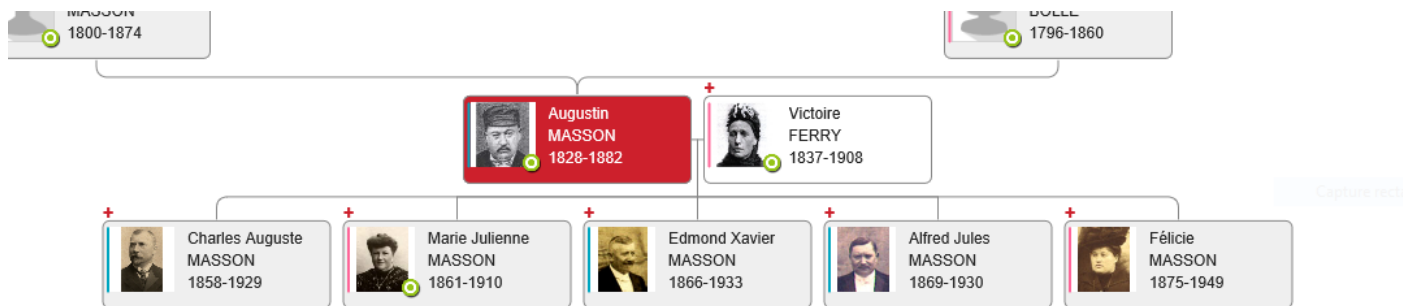 MASSON
1800-1874
BOLLE
1796-1860
+
Augustin
MASSON
1828-1882
Victoire
FERRY
1837-1908
+
Charles Auguste
MASSON
1858-1929
+
Marie Julienne
MASSON
1861-1910
+
Edmond Xavier
MASSON
1866-1933
+
Alfred Jules
MASSON
1869-1930
+
Félicie
MASSON
1875-1949